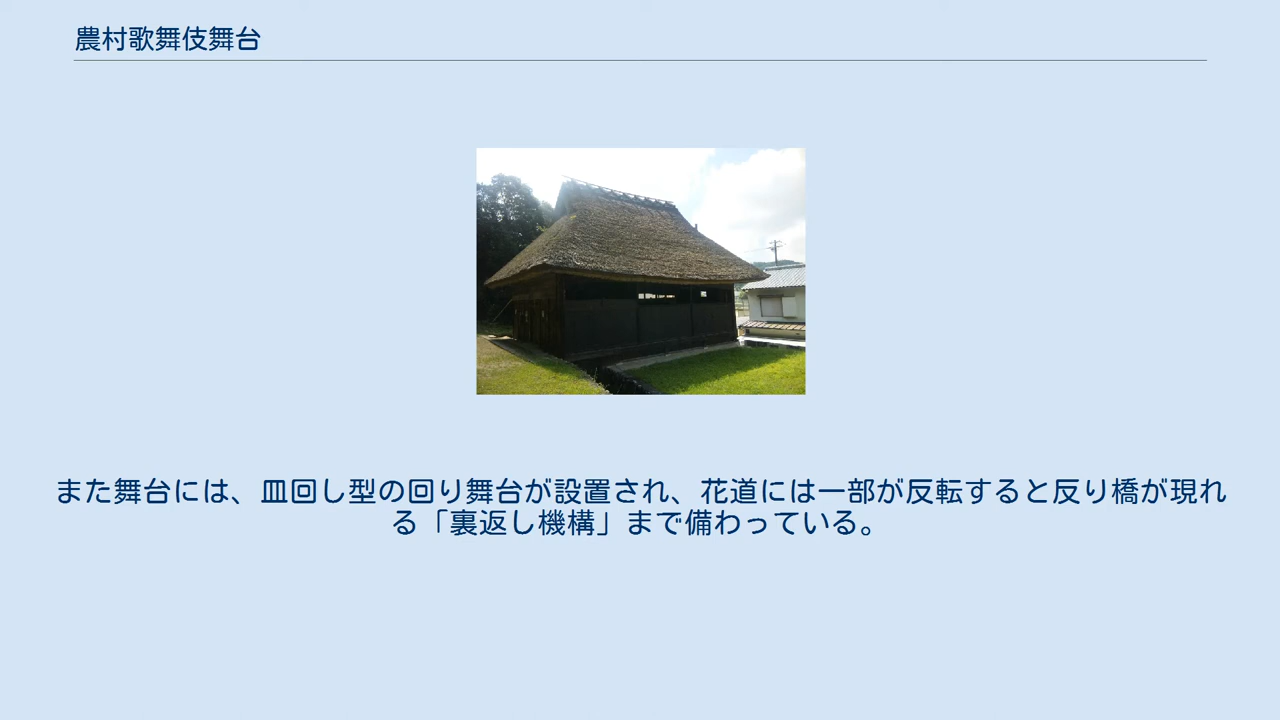 農村歌舞伎舞台
また舞台には、皿回し型の回り舞台が設置され、花道には一部が反転すると反り橋が現れ
る「裏返し機構」まで備わっている。